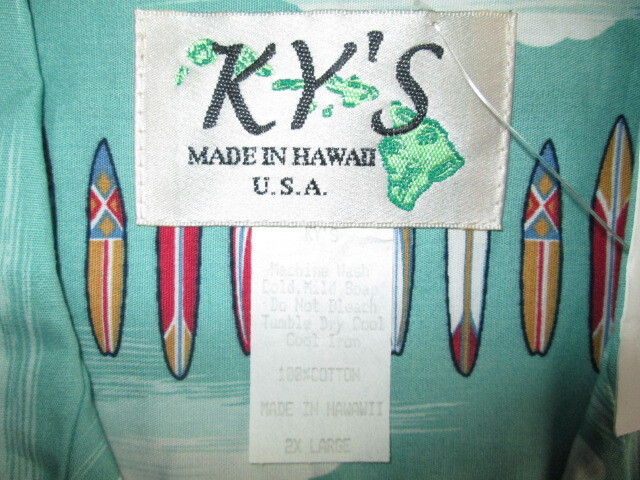 KY'S
MADE IN HAWAII
U.S.A.
KY'S
Machine Wash
Cold,Mild,Soap
Do Not Bleach
Tumble Dry Cool
Cool Iron
100%COTTON
MADE IN HAWAII
2X LARGE